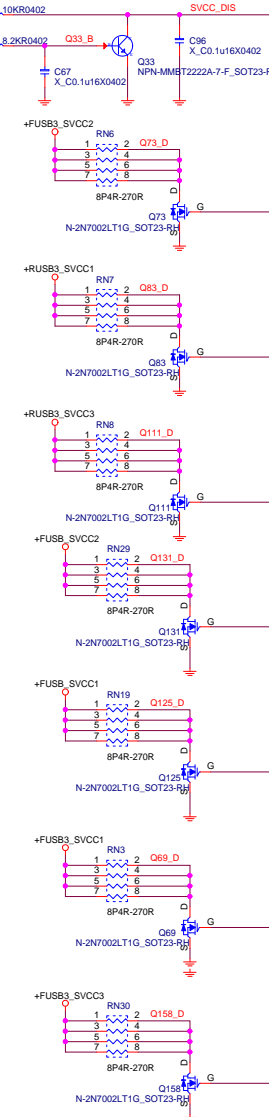 10KR0402 SVCC_DIS
8.2KR0402 Q33_B
C96
X_C0.1u16X0402
Q33
NPN-MMBT2222A-7-F_SOT23-R
C67
X_C0.1u16X0402
+FUSB3_SVCC2
RN6
1 2 Q73_D
3 4
5 6
7 8
8P4R-270R
D
G
Q73
S
N-2N7002LT1G_SOT23-RH
+RUSB3_SVCC1
RN7
1 2 Q83_D
3 4
5 6
7 8
8P4R-270R
D
G
Q83
S
N-2N7002LT1G_SOT23-RH
+RUSB3_SVCC3
RN8
1 2 Q111_D
3 4
5 6
7 8
8P4R-270R
D
G
Q111
S
N-2N7002LT1G_SOT23-RH
+FUSB_SVCC2
RN29
1 2 Q131_D
3 4
5 6
7 8
8P4R-270R
D
G
Q131
S
N-2N7002LT1G_SOT23-RH
+FUSB_SVCC1
RN19
1 2 Q125_D
3 4
5 6
7 8
8P4R-270R
D
G
Q125
S
N-2N7002LT1G_SOT23-RH
+FUSB3_SVCC1
RN3
1 2 Q69_D
3 4
5 6
7 8
8P4R-270R
D
G
Q69
S
N-2N7002LT1G_SOT23-RH
+FUSB3_SVCC3
RN30
1 2 Q158_D
3 4
5 6
7 8
8P4R-270R
D
G
Q158
S
N-2N7002LT1G_SOT23-RH